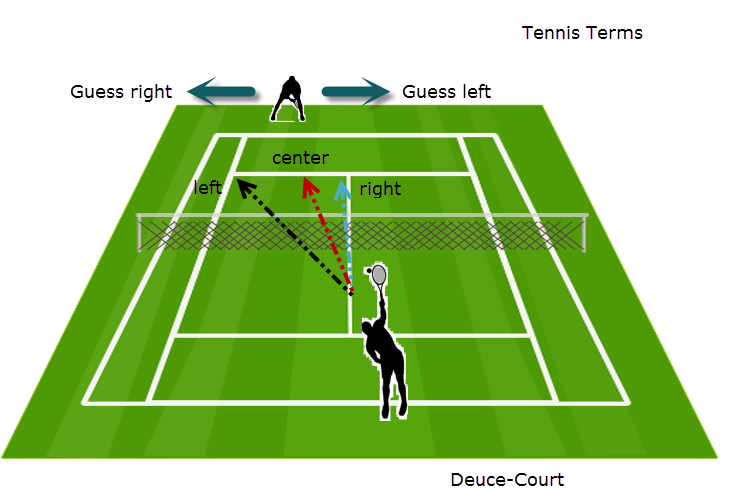 Tennis Terms
Guess right
Guess left
center
left
right
Deuce-Court